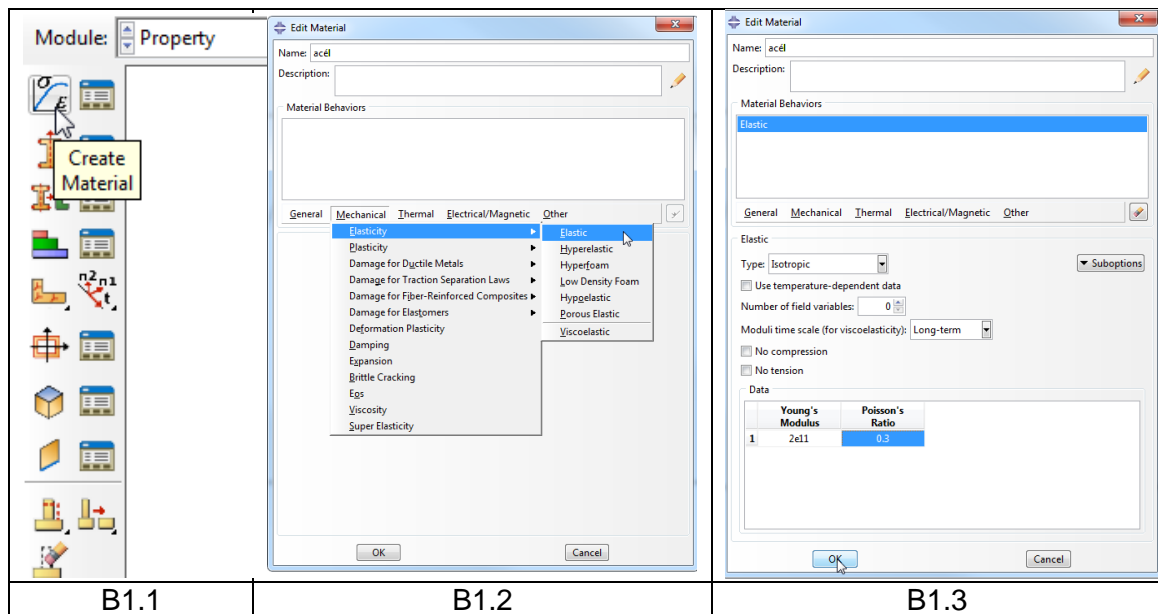 Module: Property
σ
E
Create
Material
n2 n1
t
B1.1
Edit Material
Name: acél
Description:
Material Behaviors
General Mechanical Thermal Electrical/Magnetic Other
Elasticity
Plasticity
Damage for Ductile Metals
Damage for Traction Separation Laws
Damage for Fiber-Reinforced Composites
Damage for Elastomers
Deformation Plasticity
Damping
Expansion
Brittle Cracking
Eos
Viscosity
Super Elasticity
Elastic
Hyperelastic
Hyperfoam
Low Density Foam
Hypoelastic
Porous Elastic
Viscoelastic
OK Cancel
B1.2
Edit Material
Name: acél
Description:
Material Behaviors
Elastic
General Mechanical Thermal Electrical/Magnetic Other
Elastic
Type: Isotropic Suboptions
Use temperature-dependent data
Number of field variables: 0
Moduli time scale (for viscoelasticity): Long-term
No compression
No tension
Data
Young's Poisson's
Modulus Ratio
1 2e11 0.3
OK Cancel
B1.3